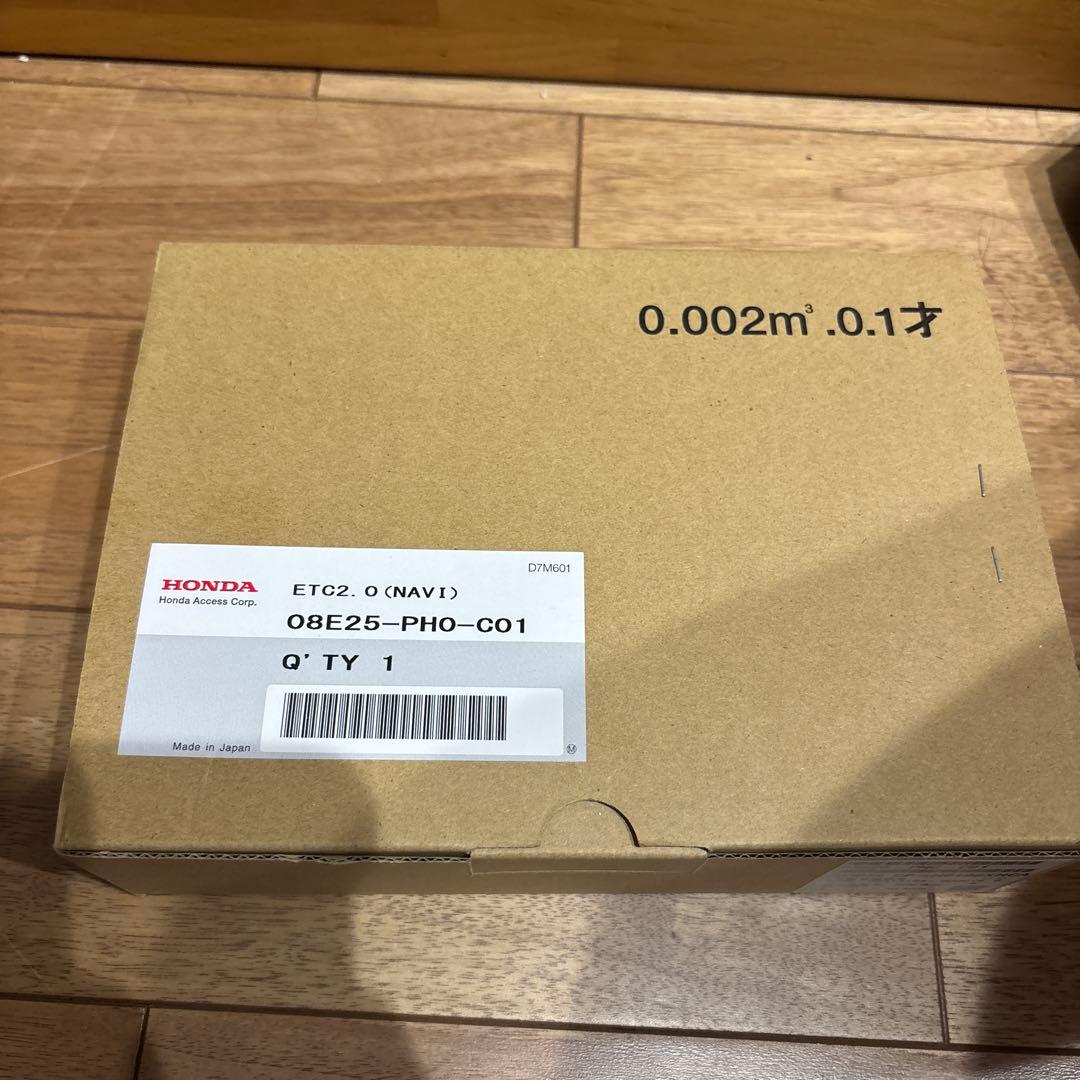 0.002m³.0.1才
D7M601
HONDA
Honda Access Corp.
ETC2.0(NAVI)
08E25-PH0-C01
Q'TY 1
Made in Japan
M